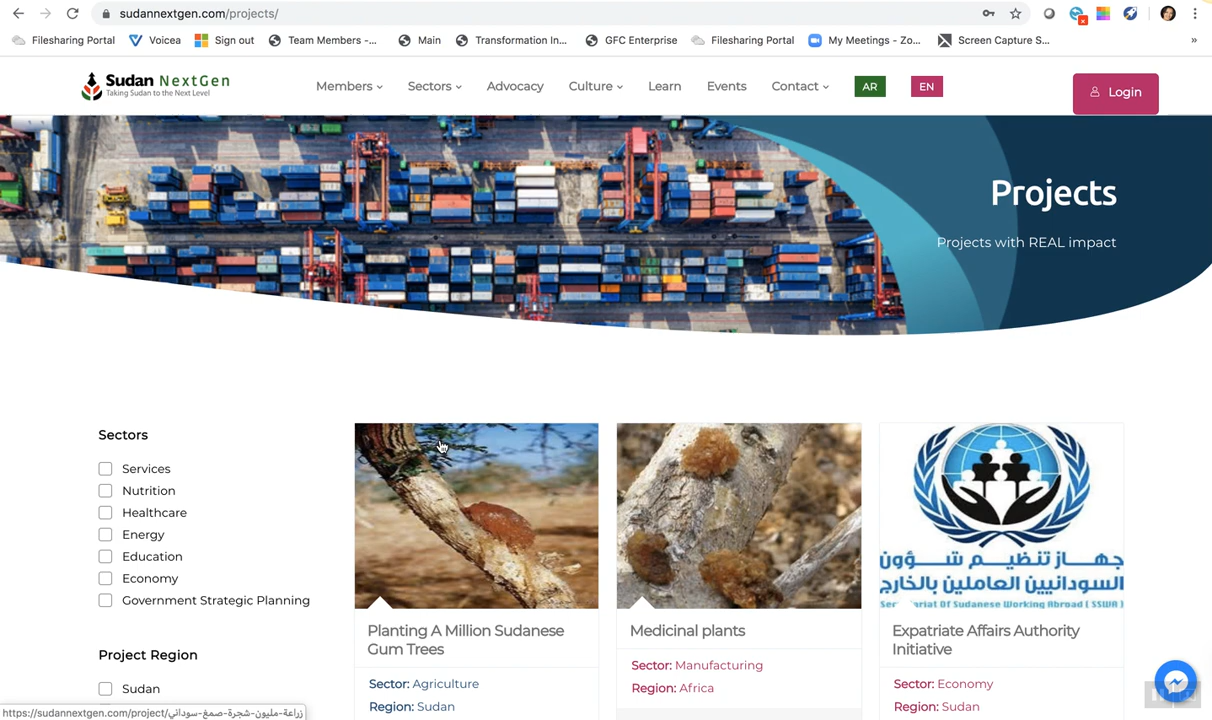 sudannextgen.com/projects/
Filesharing Portal
Voicea
Sign out
Team Members -...
Main
Transformation In...
GFC Enterprise
Filesharing Portal
My Meetings - Zo...
Screen Capture S...
»
Sudan NextGen
Taking Sudan to the Next Level
Members
Sectors
Advocacy
Culture
Learn
Events
Contact
AR
EN
Login
Projects
Projects with REAL impact
Sectors
Services
Nutrition
Healthcare
Energy
Education
Economy
Government Strategic Planning
Project Region
Sudan
Planting A Million Sudanese
Gum Trees
Sector: Agriculture
Region: Sudan
Medicinal plants
Sector: Manufacturing
Region: Africa
جهاز تنظيم شؤون
السودانيين العاملين بالخارج
Secretariat Of Sudanese Working Abroad ( SSWA )
Expatriate Affairs Authority
Initiative
Sector: Economy
Region: Sudan
https://sudannextgen.com/project/زراعة-مليون-شجرة-صمغ-سوداني